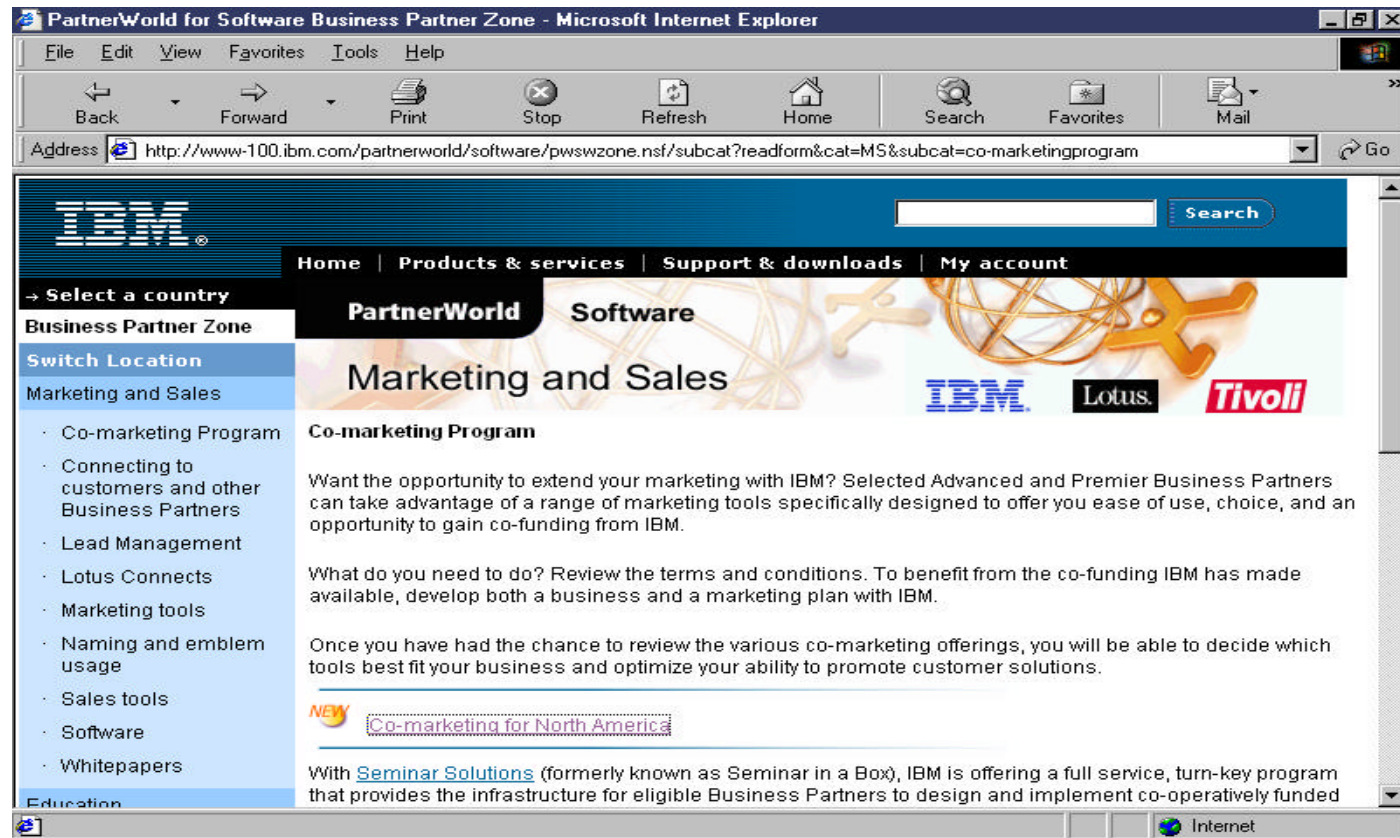 PartnerWorld for Software Business Partner Zone - Microsoft Internet Explorer
File Edit View Favorites Tools Help
Back Forward Print Stop Refresh Home Search Favorites Mail
Address http://www-100.ibm.com/partnerworld/software/pwswzone.nsf/subcat?readform&cat=MS&subcat=co-marketingprogram Go
IBM®
Search
Home | Products & services | Support & downloads | My account
→ Select a country
Business Partner Zone
Switch Location
Marketing and Sales
· Co-marketing Program
· Connecting to
customers and other
Business Partners
· Lead Management
· Lotus Connects
· Marketing tools
· Naming and emblem
usage
· Sales tools
· Software
· Whitepapers
Education
PartnerWorld Software
Marketing and Sales
IBM. Lotus. Tivoli
Co-marketing Program
Want the opportunity to extend your marketing with IBM? Selected Advanced and Premier Business Partners
can take advantage of a range of marketing tools specifically designed to offer you ease of use, choice, and an
opportunity to gain co-funding from IBM.
What do you need to do? Review the terms and conditions. To benefit from the co-funding IBM has made
available, develop both a business and a marketing plan with IBM.
Once you have had the chance to review the various co-marketing offerings, you will be able to decide which
tools best fit your business and optimize your ability to promote customer solutions.
NEW Co-marketing for North America
With Seminar Solutions (formerly known as Seminar in a Box), IBM is offering a full service, turn-key program
that provides the infrastructure for eligible Business Partners to design and implement co-operatively funded
Internet